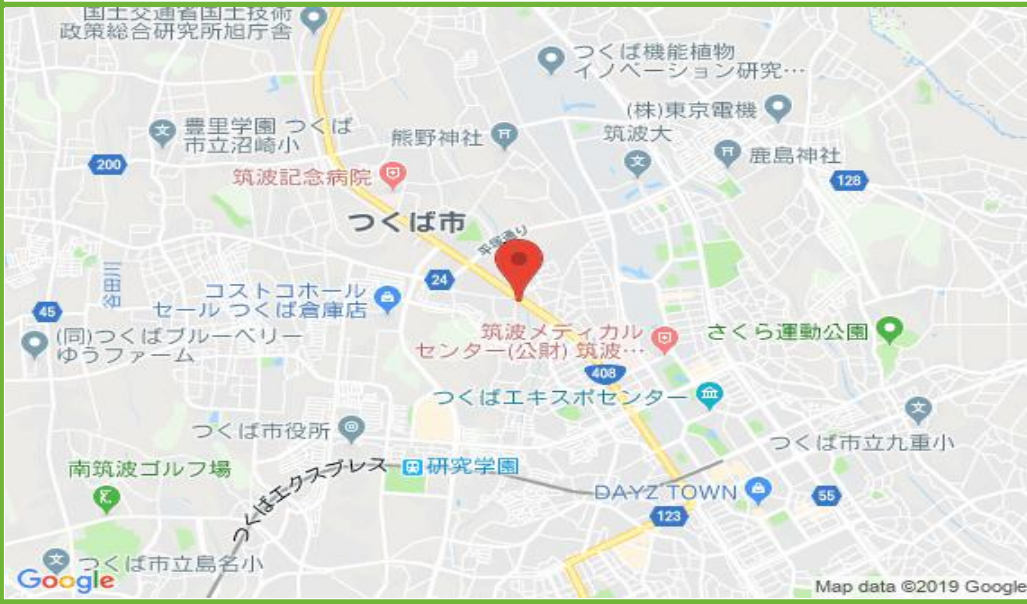 国土交通省国土技術
政策総合研究所旭庁舎
つくば機能植物
イノベーション研究…
(株)東京電機
豊里学園 つくば
市立沼崎小
熊野神社
筑波大
鹿島神社
200
筑波記念病院
128
つくば市
平塚通り
谷田川
24
コストコホール
セール つくば倉庫店
45
(同)つくばブルーベリー
ゆうファーム
筑波メディカル
センター(公財) 筑波…
さくら運動公園
408
つくばエキスポセンター
つくば市役所
つくば市立九重小
南筑波ゴルフ場
つくばエクスプレス
研究学園
DAYZ TOWN
55
123
つくば市立島名小
Google
Map data ©2019 Google